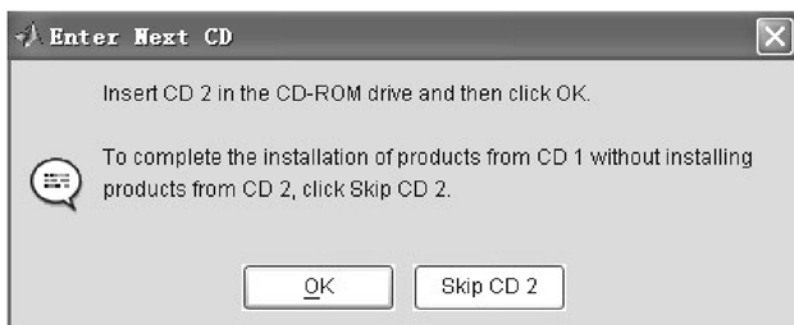 Enter Next CD
Insert CD 2 in the CD-ROM drive and then click OK.
To complete the installation of products from CD 1 without installing
products from CD 2, click Skip CD 2.
OK
Skip CD 2